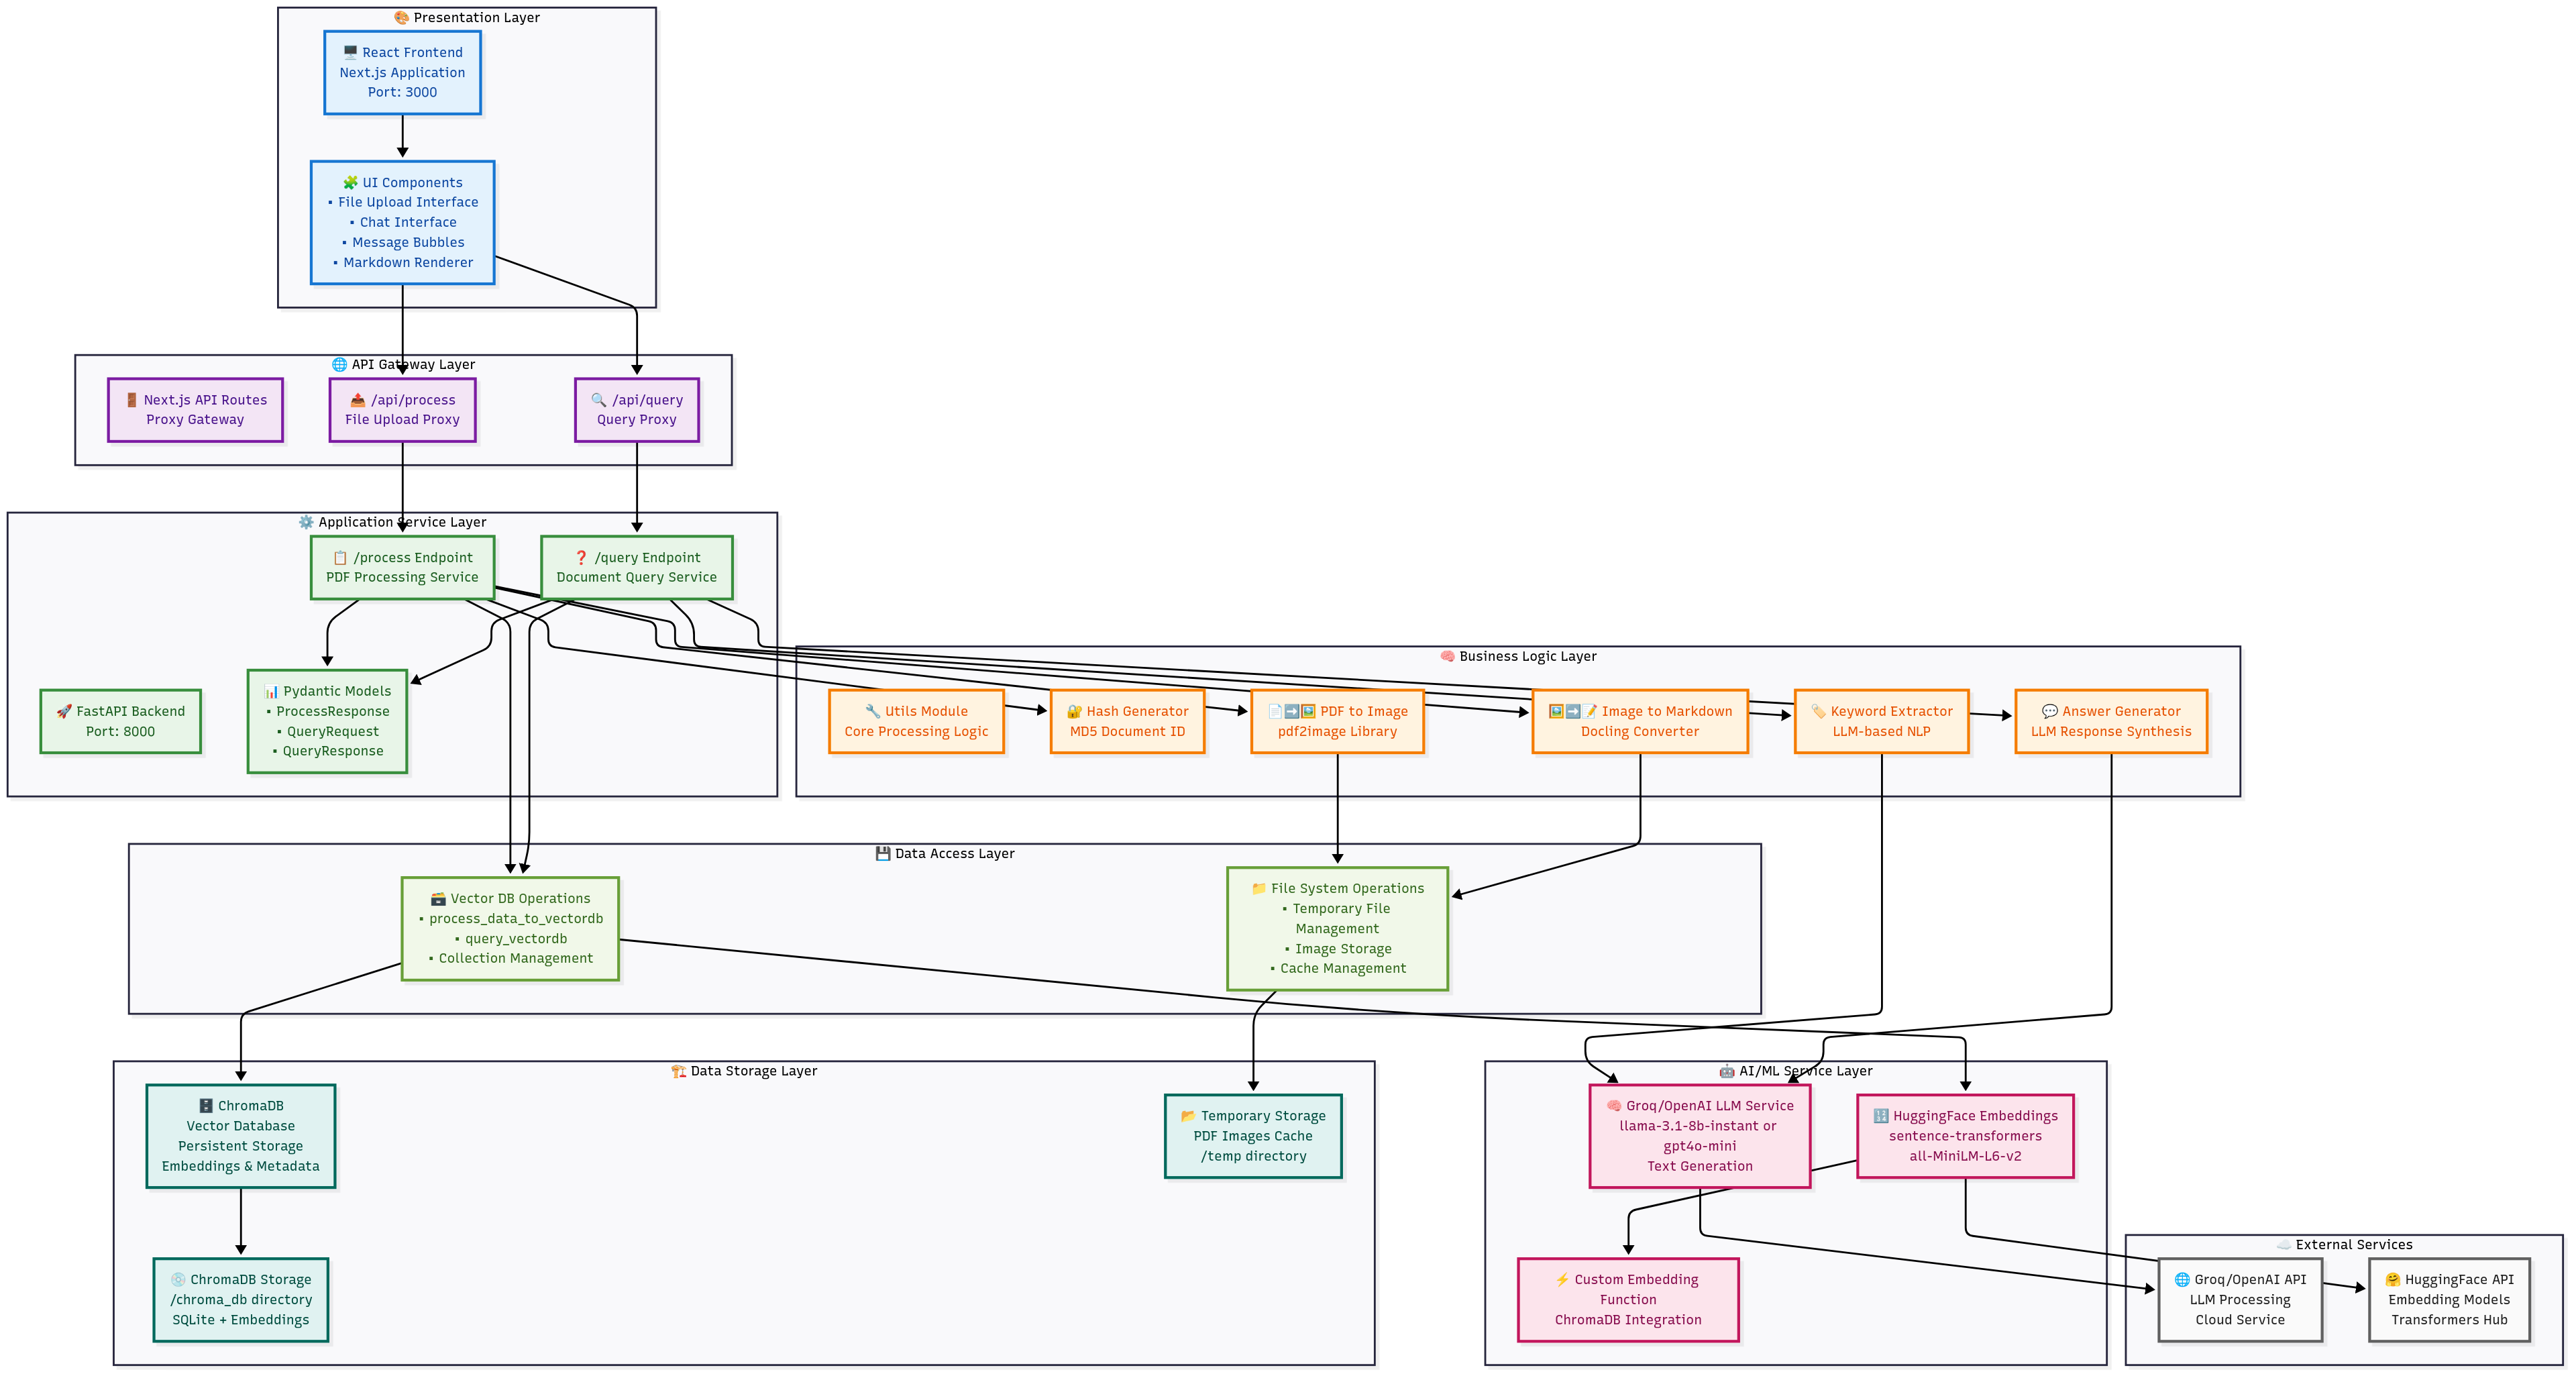 🎨 Presentation Layer
🖥️ React Frontend
Next.js Application
Port: 3000
🧩 UI Components
▪ File Upload Interface
▪ Chat Interface
▪ Message Bubbles
▪ Markdown Renderer
🌐 API Gateway Layer
🚪 Next.js API Routes
Proxy Gateway
📤 /api/process
File Upload Proxy
🔍 /api/query
Query Proxy
⚙️ Application Service Layer
📋 /process Endpoint
PDF Processing Service
❓ /query Endpoint
Document Query Service
🚀 FastAPI Backend
Port: 8000
📊 Pydantic Models
▪ ProcessResponse
▪ QueryRequest
▪ QueryResponse
🧠 Business Logic Layer
🔧 Utils Module
Core Processing Logic
🔐 Hash Generator
MD5 Document ID
📄➡️🖼️ PDF to Image
pdf2image Library
🖼️➡️📝 Image to Markdown
Docling Converter
🏷️ Keyword Extractor
LLM-based NLP
💬 Answer Generator
LLM Response Synthesis
💾 Data Access Layer
🗃️ Vector DB Operations
▪ process_data_to_vectordb
▪ query_vectordb
▪ Collection Management
📁 File System Operations
▪ Temporary File
Management
▪ Image Storage
▪ Cache Management
🏗️ Data Storage Layer
🗄️ ChromaDB
Vector Database
Persistent Storage
Embeddings & Metadata
📂 Temporary Storage
PDF Images Cache
/temp directory
💿 ChromaDB Storage
/chroma_db directory
SQLite + Embeddings
🤖 AI/ML Service Layer
🧠 Groq/OpenAI LLM Service
llama-3.1-8b-instant or
gpt4o-mini
Text Generation
🔢 HuggingFace Embeddings
sentence-transformers
all-MiniLM-L6-v2
⚡ Custom Embedding
Function
ChromaDB Integration
☁️ External Services
🌐 Groq/OpenAI API
LLM Processing
Cloud Service
🤗 HuggingFace API
Embedding Models
Transformers Hub